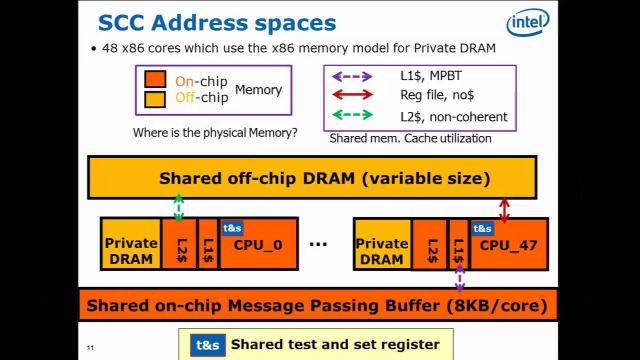 SCC Address spaces
intel
• 48 x86 cores which use the x86 memory model for Private DRAM
On-chip
Off-chip
Memory
L1$, MPBT
Reg file, no$
L2$, non-coherent
Where is the physical Memory?
Shared mem. Cache utilization
Shared off-chip DRAM (variable size)
Private
DRAM
L2$
L1$
t&s
CPU_0
...
Private
DRAM
L2$
L1$
t&s
CPU_47
Shared on-chip Message Passing Buffer (8KB/core)
t&s Shared test and set register
11